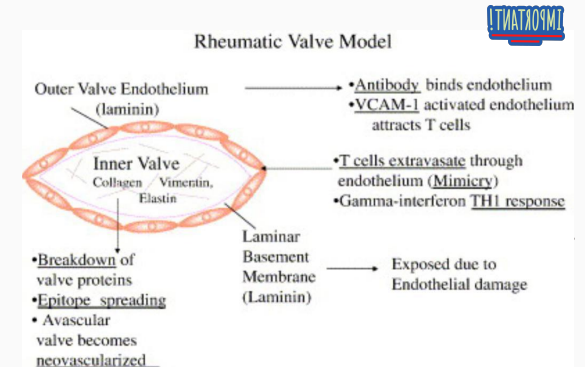 IMPORTANT!
Rheumatic Valve Model
Outer Valve Endothelium
(laminin)
•Antibody binds endothelium
•VCAM-1 activated endothelium
attracts T cells
Inner Valve
Collagen Vimentin,
Elastin
•T cells extravasate through
endothelium (Mimicry)
•Gamma-interferon TH1 response
Laminar
Basement
Membrane
(Laminin)
Exposed due to
Endothelial damage
•Breakdown of
valve proteins
•Epitope spreading
• Avascular
valve becomes
neovascularized